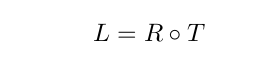 L = R ∘ T